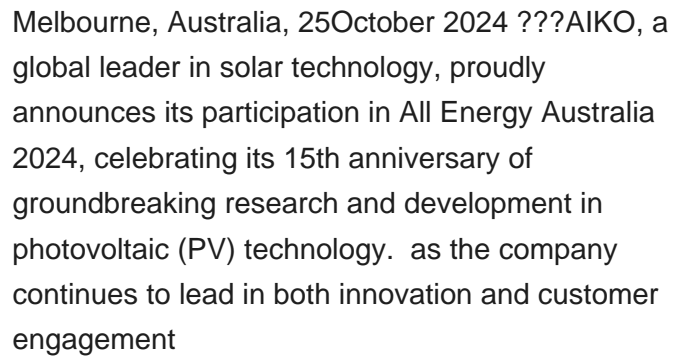 Melbourne, Australia, 25October 2024 ???AIKO, a
global leader in solar technology, proudly
announces its participation in All Energy Australia
2024, celebrating its 15th anniversary of
groundbreaking research and development in
photovoltaic (PV) technology.  as the company
continues to lead in both innovation and customer
engagement